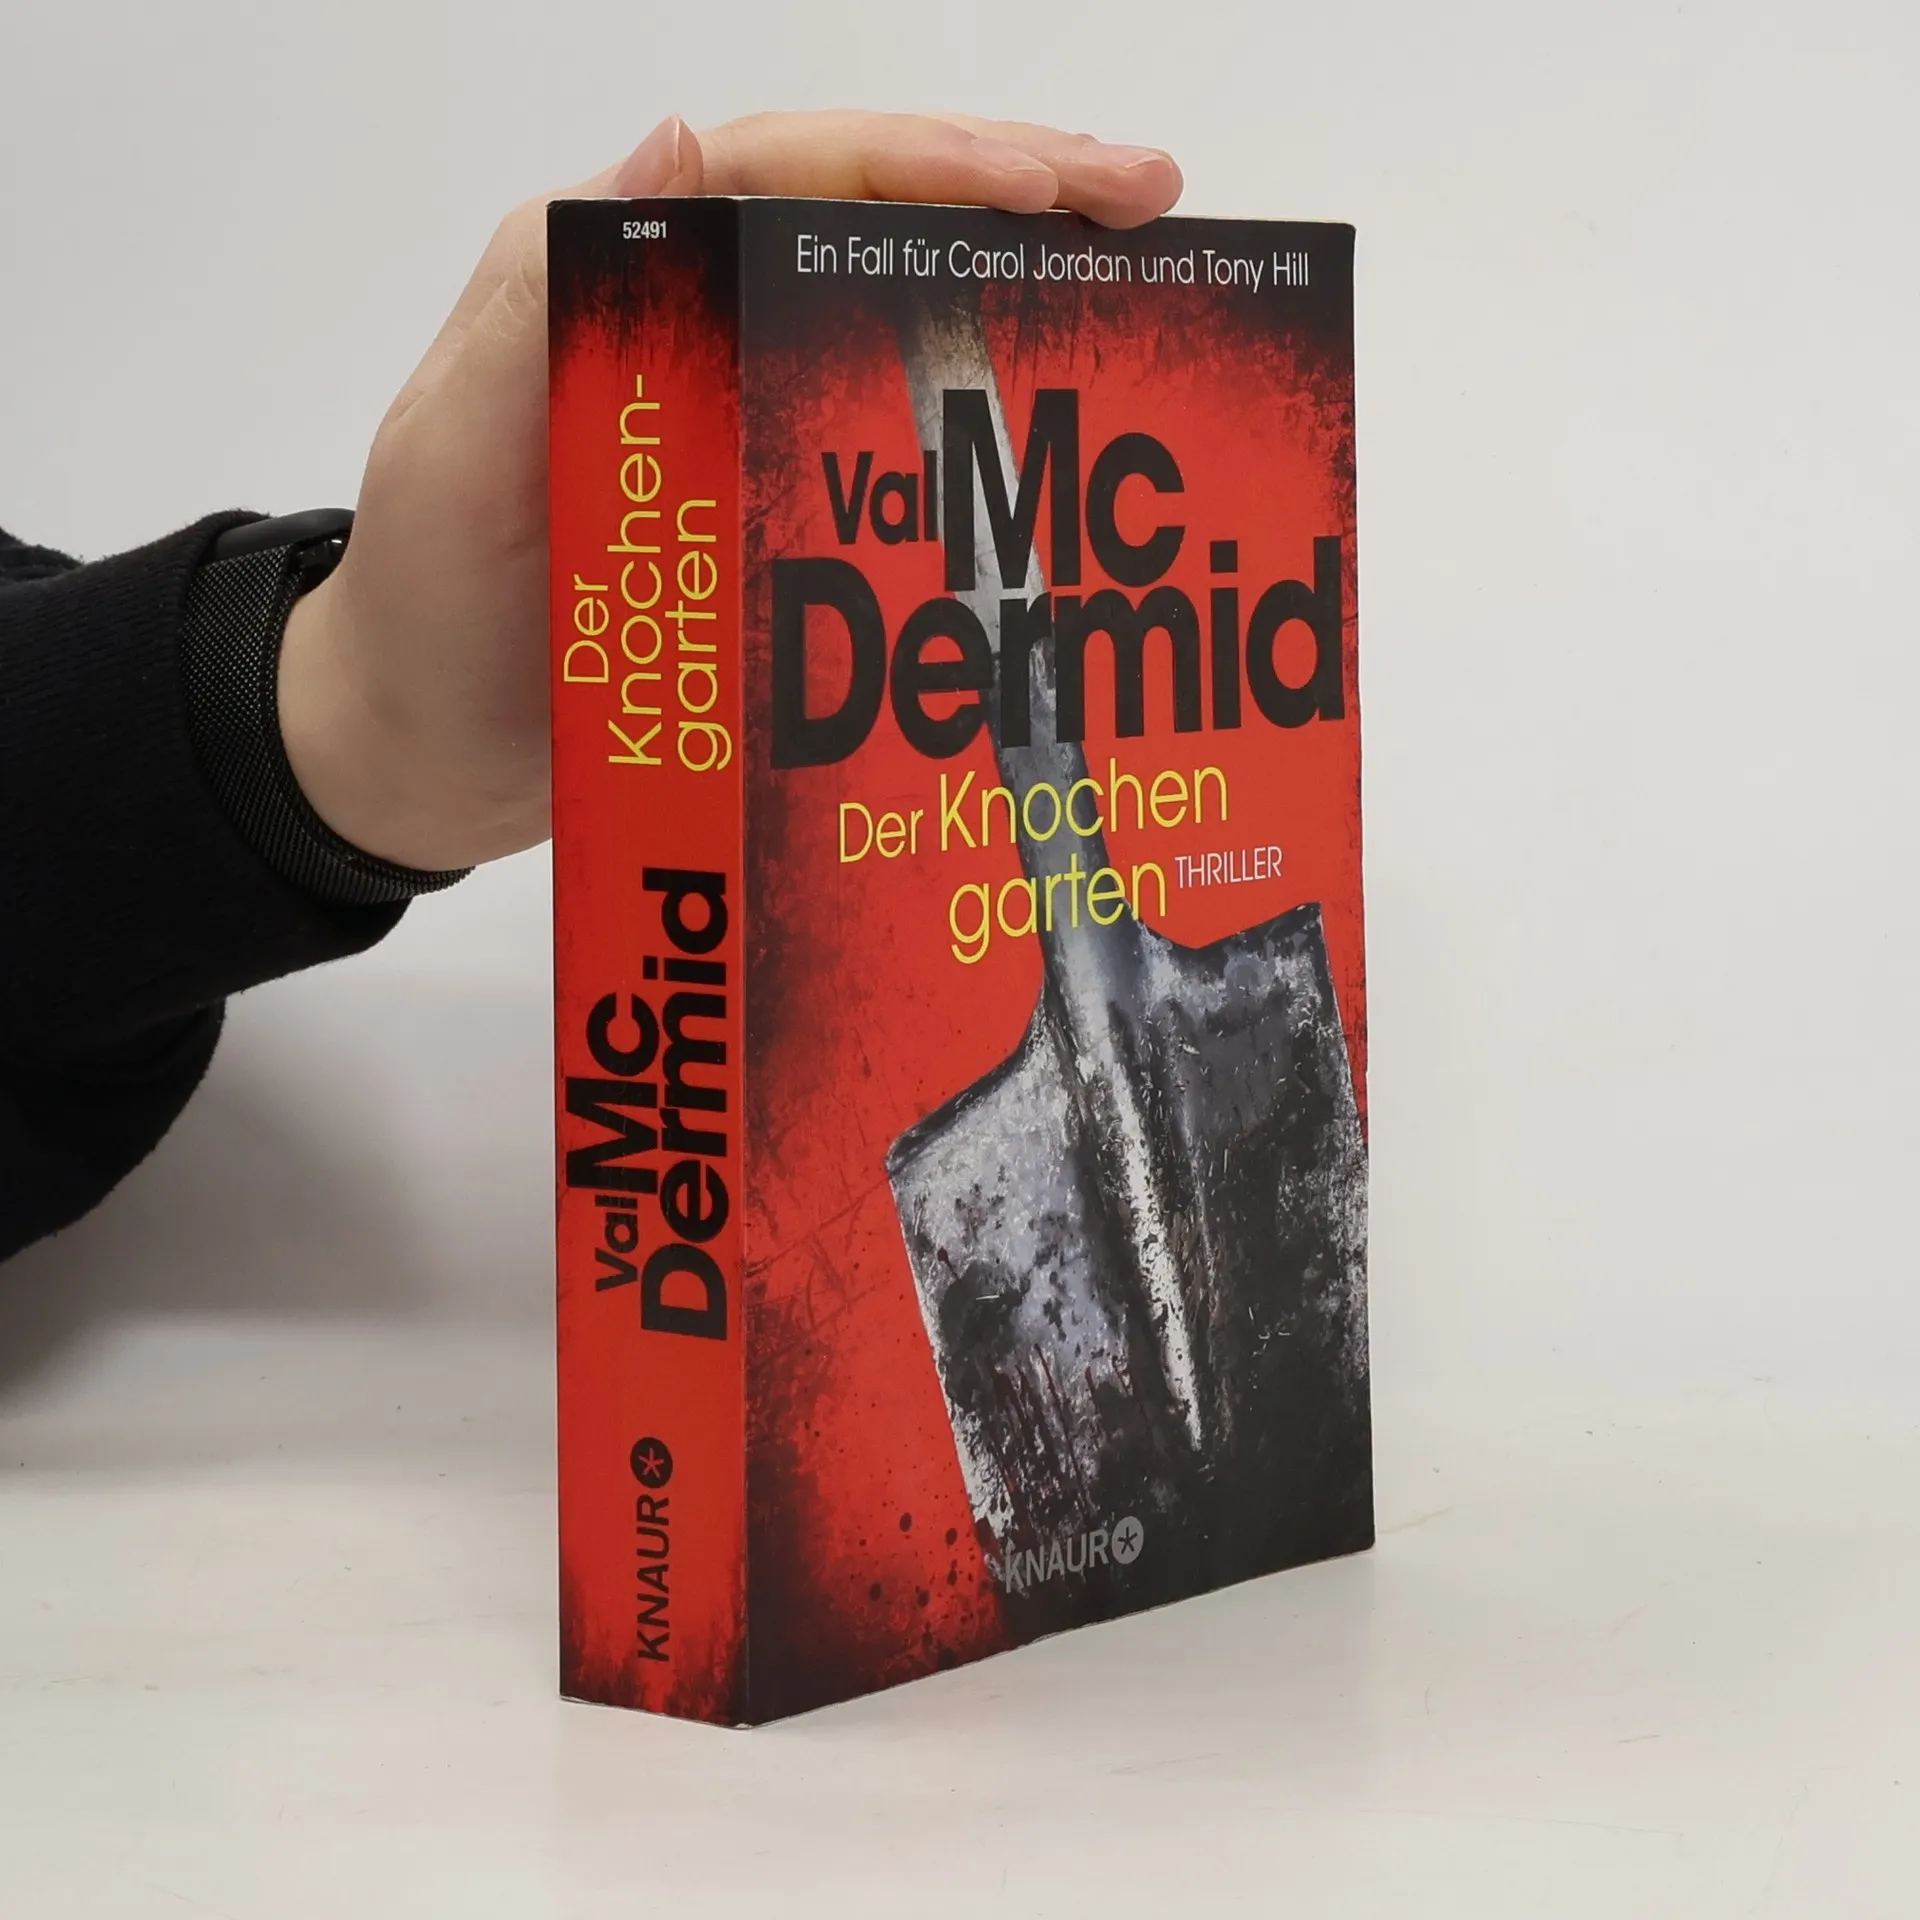 52491
Der
Knochen-
garten
Val Mc
Dermid
KNAUR
Ein Fall für Carol Jordan und Tony Hill
Val Mc
Dermid
Der Knochen
garten THRILLER
KNAUR